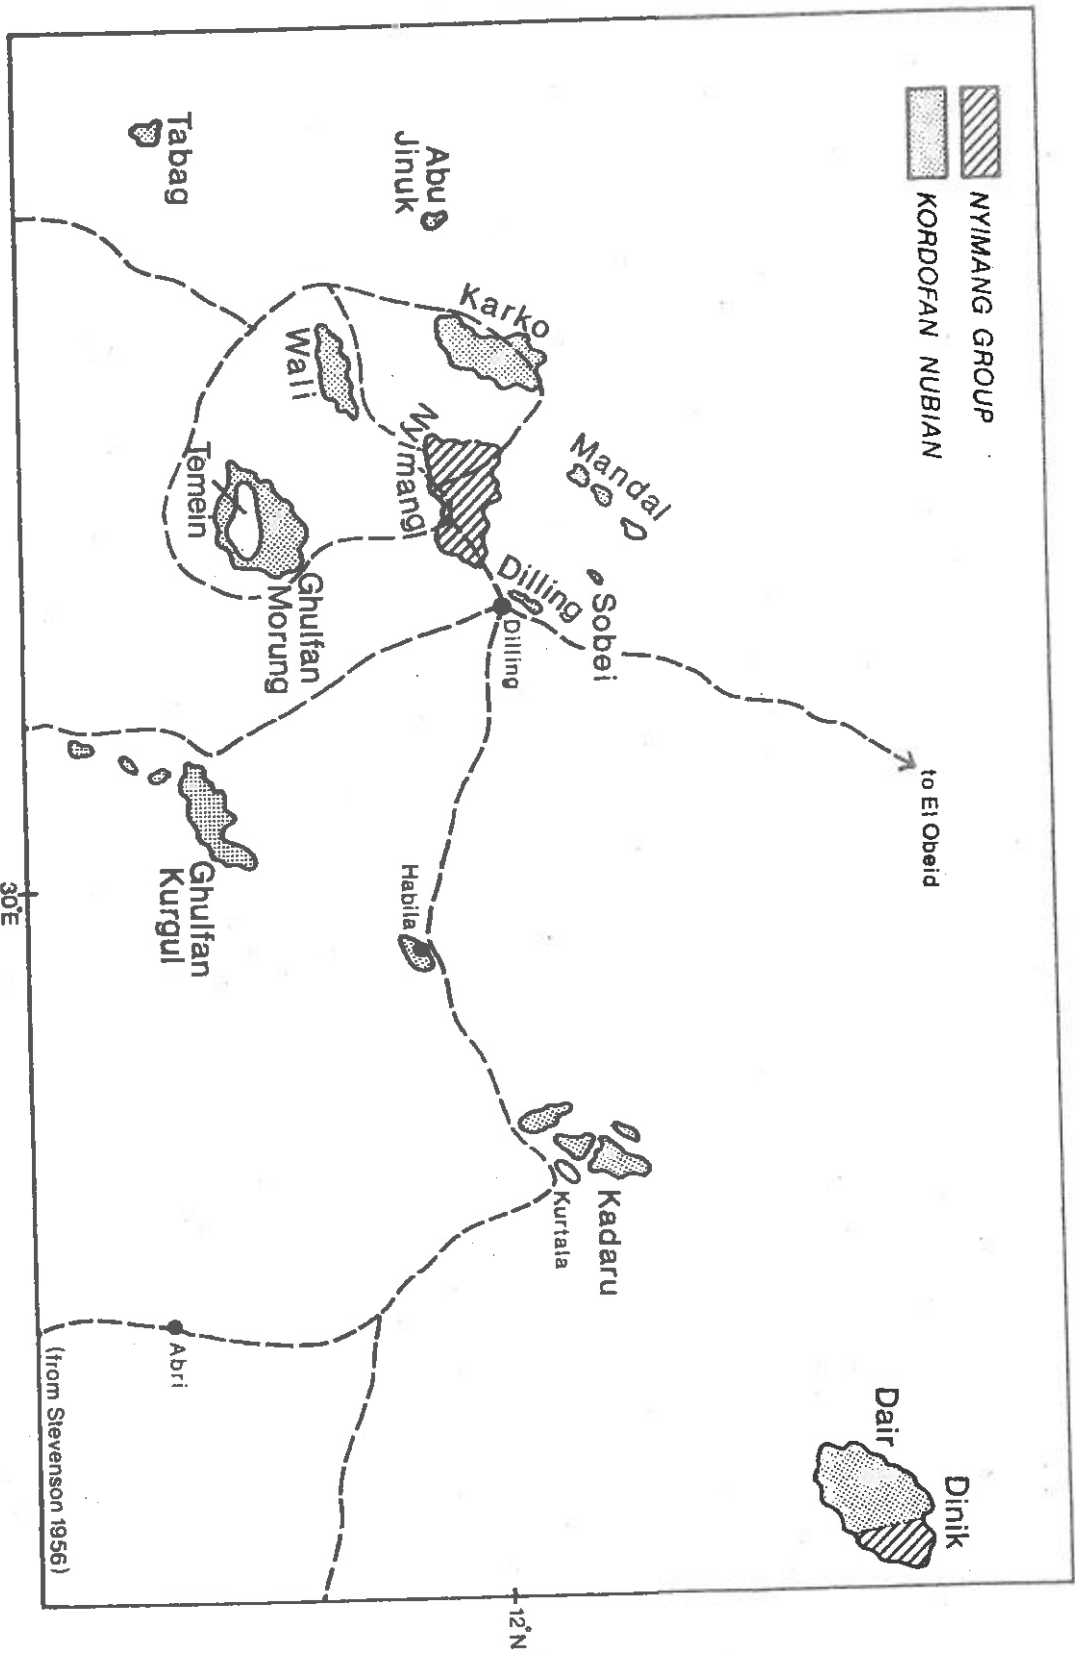 NYIMANG GROUP
KORDOFAN NUBIAN
to El Obeid
Dair
Dinik
Mandal
Sobei
Karko
Abu
Jinuk
Tabag
Wali
Nyimang
Dilling
Dilling
Temein
Ghulfan
Morung
Ghulfan
Kurgul
Habila
Kadaru
Kurtala
Abri
12°N
30°E
(from Stevenson 1956)